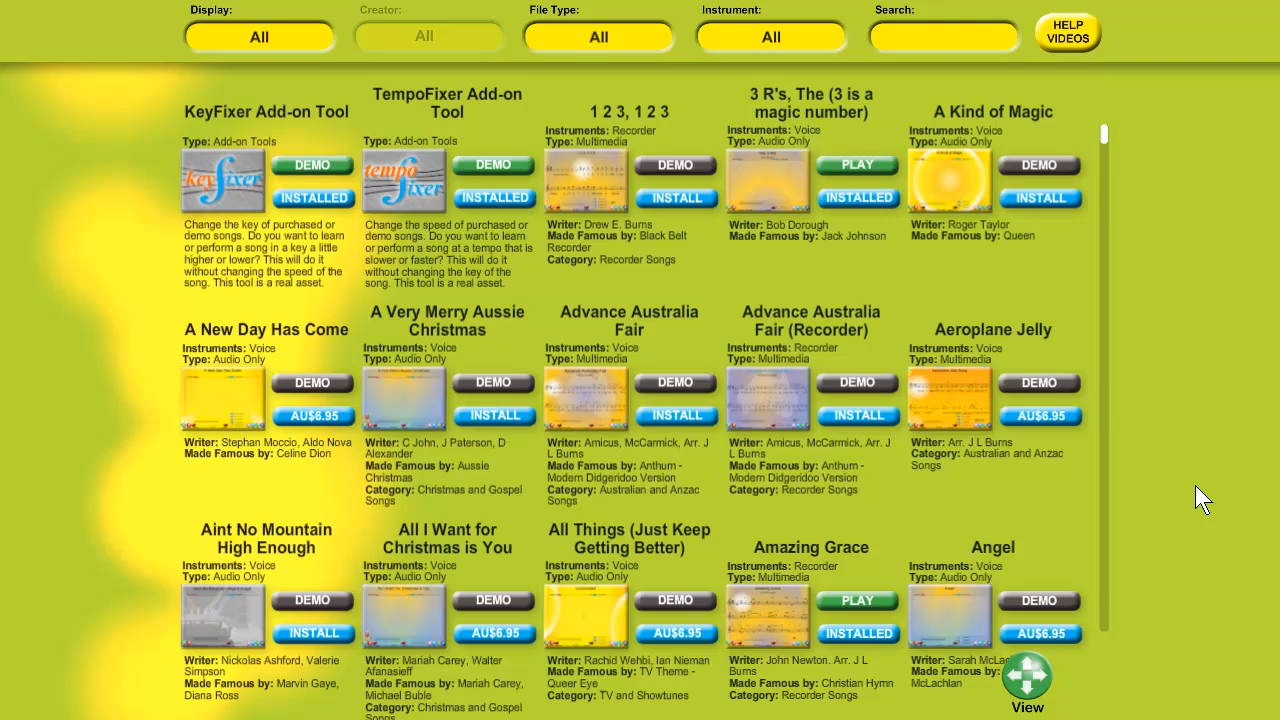 Display:
Creator:
File Type:
Instrument:
Search:
All
All
All
All
HELP
VIDEOS
KeyFixer Add-on Tool
Type: Add-on Tools
keyfixer
DEMO
INSTALLED
Change the key of purchased or
demo songs. Do you want to learn
or perform a song in a key a little
higher or lower? This will do it
without changing the speed of the
song. This tool is a real asset.
TempoFixer Add-on
Tool
Type: Add-on Tools
tempo
fixer
DEMO
INSTALLED
Change the speed of purchased or
demo songs. Do you want to learn
or perform a song at a tempo that is
slower or faster? This will do it
without changing the key of the
song. This tool is a real asset.
1 2 3, 1 2 3
Instruments: Recorder
Type: Multimedia
DEMO
INSTALL
Writer: Drew E. Burns
Made Famous by: Black Belt
Recorder
Category: Recorder Songs
3 R's, The (3 is a
magic number)
Instruments: Voice
Type: Audio Only
PLAY
INSTALLED
Writer: Bob Dorough
Made Famous by: Jack Johnson
A Kind of Magic
Instruments: Voice
Type: Audio Only
DEMO
INSTALL
Writer: Roger Taylor
Made Famous by: Queen
A New Day Has Come
Instruments: Voice
Type: Audio Only
DEMO
AU$6.95
Writer: Stephan Moccio, Aldo Nova
Made Famous by: Celine Dion
A Very Merry Aussie
Christmas
Instruments: Voice
Type: Audio Only
DEMO
INSTALL
Writer: C John, J Paterson, D
Alexander
Made Famous by: Aussie
Christmas
Category: Christmas and Gospel
Songs
Advance Australia
Fair
Instruments: Voice
Type: Multimedia
DEMO
INSTALL
Writer: Amicus, McCarmick, Arr. J
L Burns
Made Famous by: Anthum -
Modern Didgeridoo Version
Category: Australian and Anzac
Songs
Advance Australia
Fair (Recorder)
Instruments: Recorder
Type: Multimedia
DEMO
INSTALL
Writer: Amicus, McCarmick, Arr. J
L Burns
Made Famous by: Anthum -
Modern Didgeridoo Version
Category: Recorder Songs
Aeroplane Jelly
Instruments: Voice
Type: Multimedia
DEMO
AU$6.95
Writer: Arr. J L Burns
Category: Australian and Anzac
Songs
Aint No Mountain
High Enough
Instruments: Voice
Type: Audio Only
DEMO
INSTALL
Writer: Nickolas Ashford, Valerie
Simpson
Made Famous by: Marvin Gaye,
Diana Ross
All I Want for
Christmas is You
Instruments: Voice
Type: Audio Only
DEMO
AU$6.95
Writer: Mariah Carey, Walter
Afanasieff
Made Famous by: Mariah Carey,
Michael Buble
Category: Christmas and Gospel
Songs
All Things (Just Keep
Getting Better)
Instruments: Voice
Type: Audio Only
DEMO
AU$6.95
Writer: Rachid Wehbi, Ian Nieman
Made Famous by: TV Theme -
Queer Eye
Category: TV and Showtunes
Amazing Grace
Instruments: Recorder
Type: Multimedia
PLAY
INSTALLED
Writer: John Newton. Arr. J L
Burns
Made Famous by: Christian Hymn
Category: Recorder Songs
Angel
Instruments: Voice
Type: Audio Only
DEMO
AU$6.95
Writer: Sarah
Made Famous by:
McLachlan
View